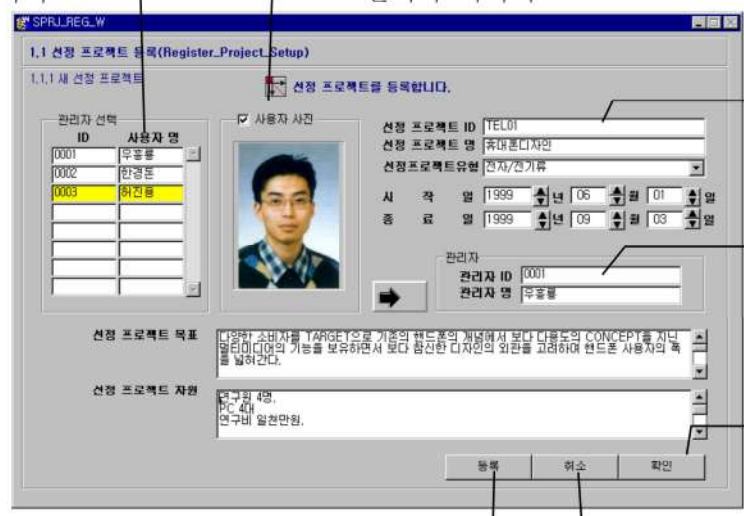 SPRJ_REG_W
1.1 선정 프로젝트 등록(Register_Project_Setup)
1.1.1 새 선정 프로젝트
선정 프로젝트를 등록합니다.
관리자 선택
ID 사용자 명
0001 우흥룡
0002 한경돈
0003 허진용
사용자 사진
선정 프로젝트 ID TEL01
선정 프로젝트 명 휴대폰디자인
선정프로젝트유형 전자/전기류
시 작 일 1999 년 06 월 01 일
종 료 일 1999 년 09 월 03 일
관리자
관리자 ID 0001
관리자 명 우흥룡
선정 프로젝트 목표
다양한 소비자를 TARGET으로 기존의 핸드폰의 개념에서 보다 다용도의 CONCEPT를 지닌
멀티미디어의 기능을 보유하면서 보다 참신한 디자인의 외관을 고려하여 핸드폰 사용자의 폭
을 넓혀간다.
선정 프로젝트 자원
연구원 4명,
PC 4대
연구비 일천만원,
등록 취소 확인